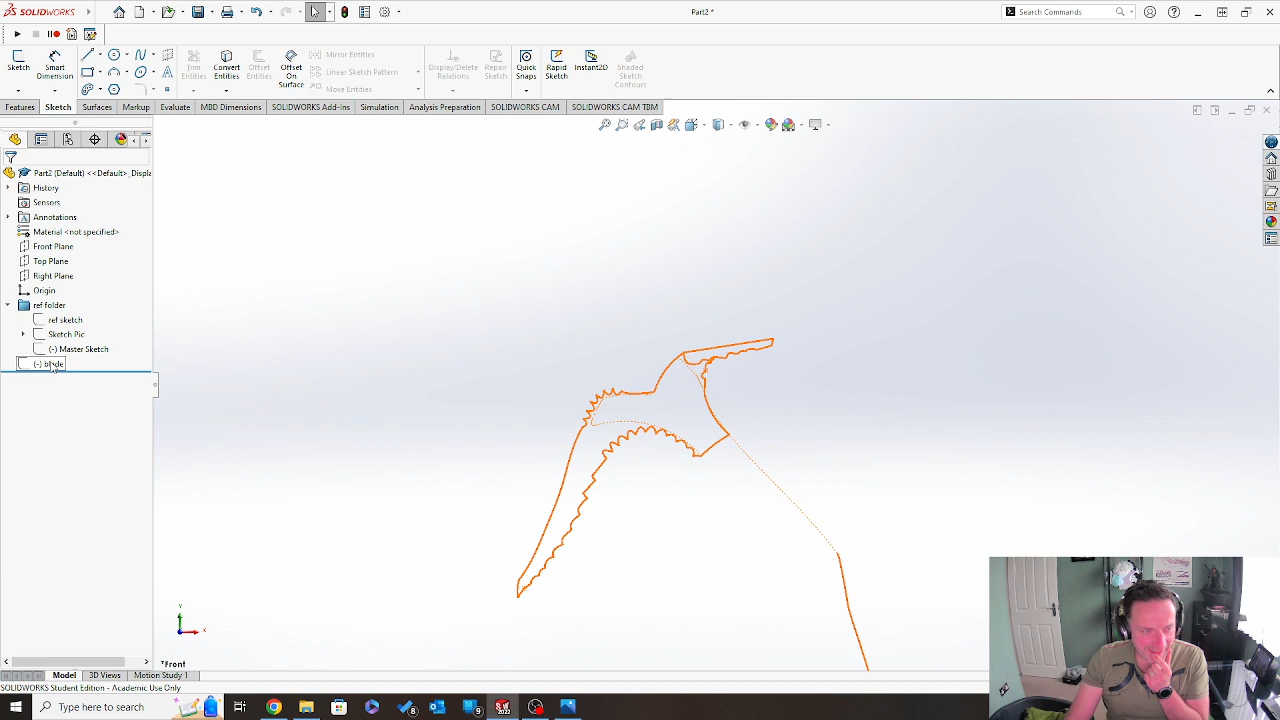 SOLIDWORKS
Part2 *
Search Commands
Sketch
Smart Dimension
Trim Entities
Convert Entities
Offset Entities
Offset On Surface
Mirror Entities
Linear Sketch Pattern
Move Entities
Display/Delete Relations
Repair Sketch
Quick Snaps
Rapid Sketch
Instant2D
Shaded Sketch Contours
Features Sketch Surfaces Markup Evaluate MBD Dimensions SOLIDWORKS Add-Ins Simulation Analysis Preparation SOLIDWORKS CAM SOLIDWORKS CAM TBM
Part2 (Default) <<Default>_Displa
History
Sensors
Annotations
Material <not specified>
Front Plane
Top Plane
Right Plane
Origin
ref folder
ref sketch
Sketch Pic
(-) Master Sketch
Y
X
*Front
Model 3D Views Motion Study 1
SOLIDWORKS Student Edition - Academic Use Only
Type here to search